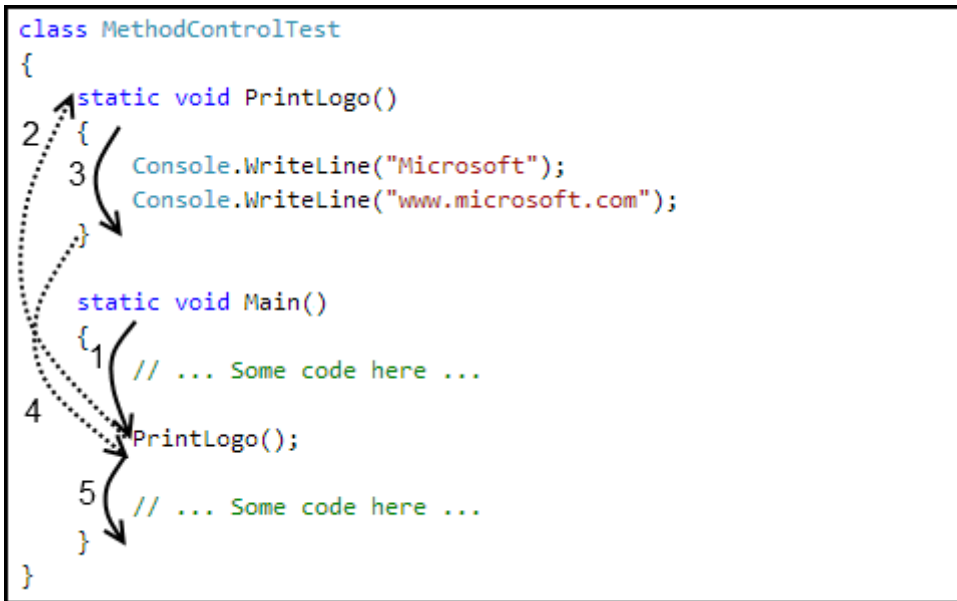 class MethodControlTest
{
static void PrintLogo()
2 {
3 Console.WriteLine("Microsoft");
Console.WriteLine("www.microsoft.com");
}
static void Main()
{
1
// ... Some code here ...
4
PrintLogo();
5
// ... Some code here ...
}
}